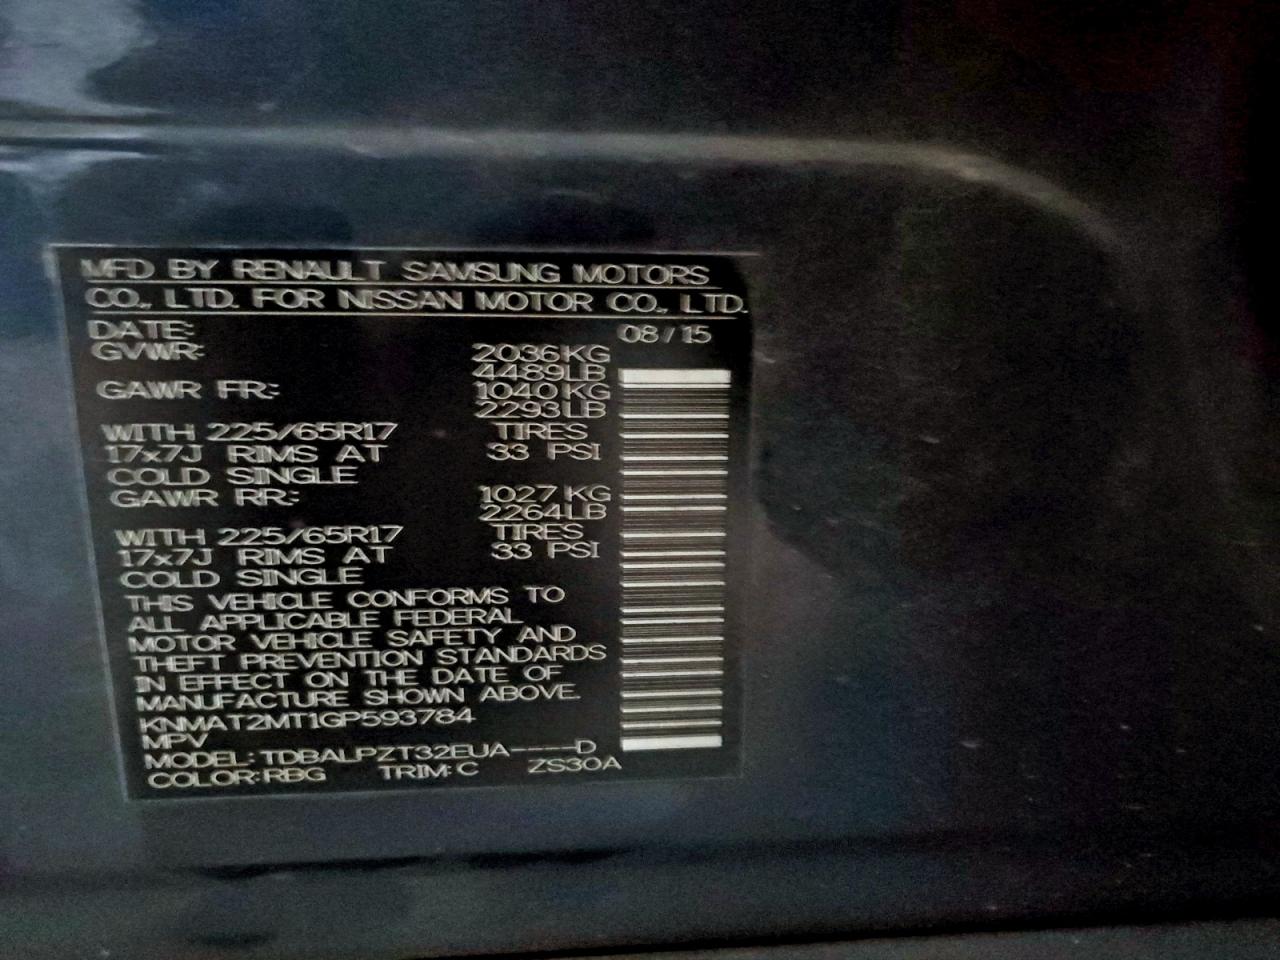 MFD BY RENAULT SAMSUNG MOTORS
CO., LTD. FOR NISSAN MOTOR CO., LTD.
DATE: 08/15
GVWR: 2036KG
4489LB
GAWR FR: 1040KG
2293LB
WITH 225/65R17 TIRES
17x7J RIMS AT 33 PSI
COLD SINGLE
GAWR RR: 1027KG
2264LB
WITH 225/65R17 TIRES
17x7J RIMS AT 33 PSI
COLD SINGLE
THIS VEHICLE CONFORMS TO
ALL APPLICABLE FEDERAL
MOTOR VEHICLE SAFETY AND
THEFT PREVENTION STANDARDS
IN EFFECT ON THE DATE OF
MANUFACTURE SHOWN ABOVE.
KNMAT2MT1GP593784
MPV
MODEL: TDBALPZT32EUA----D
COLOR: RBG TRIM: C ZS30A